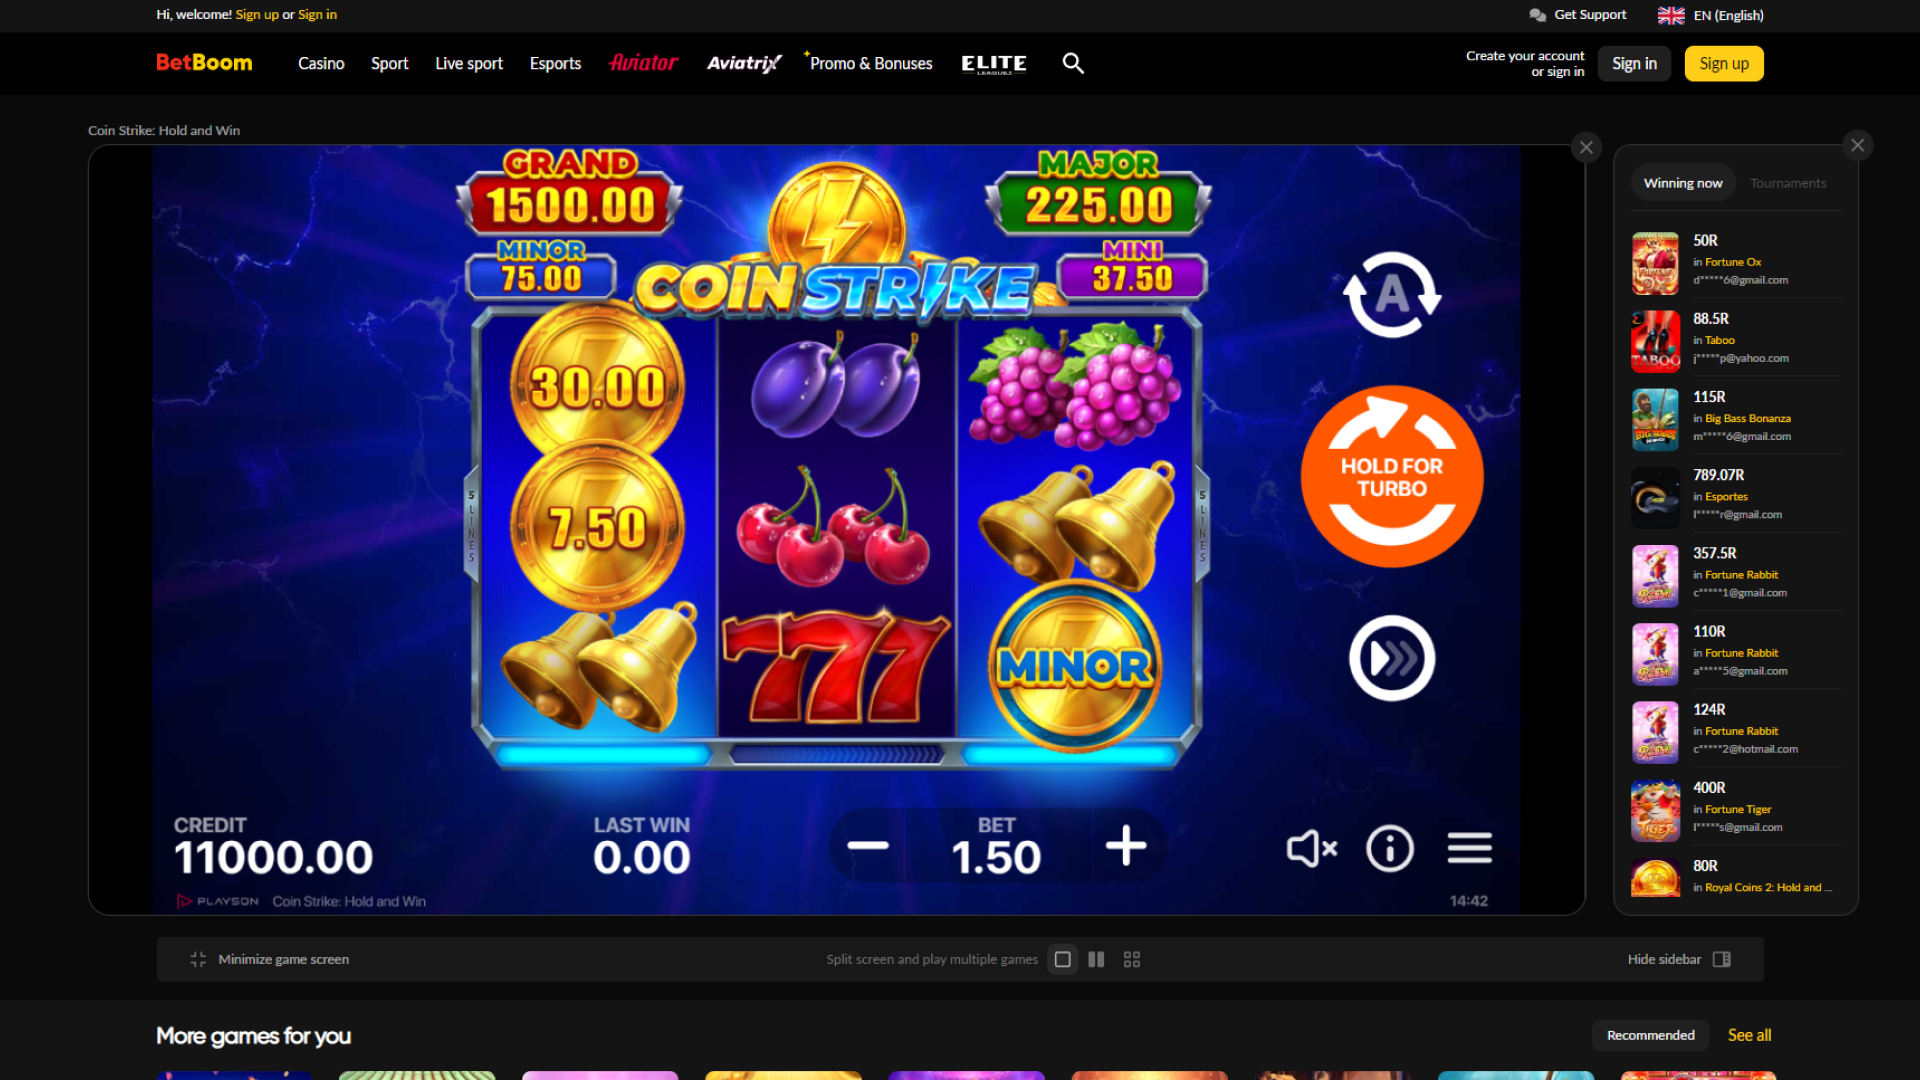 Hi, welcome! Sign up or Sign in
Get Support
EN (English)
BetBoom
Casino
Sport
Live sport
Esports
Aviator
Aviatrix
Promo & Bonuses
ELITE
LEAGUES
Create your account
or sign in
Sign in
Sign up
Coin Strike: Hold and Win
GRAND
1500.00
MAJOR
225.00
MINOR
75.00
MINI
37.50
COIN STRIKE
A
30.00
7.50
5 LINES
5 LINES
777
MINOR
HOLD FOR
TURBO
CREDIT
11000.00
LAST WIN
0.00
BET
1.50
PLAYSON
Coin Strike: Hold and Win
14:42
Winning now
Tournaments
50R
in Fortune Ox
d*****6@gmail.com
88.5R
in Taboo
j*****p@yahoo.com
TABOO
115R
in Big Bass Bonanza
m*****6@gmail.com
BIG BASS
789.07R
in Esportes
l*****r@gmail.com
357.5R
in Fortune Rabbit
c*****1@gmail.com
110R
in Fortune Rabbit
a*****5@gmail.com
124R
in Fortune Rabbit
c*****2@hotmail.com
400R
in Fortune Tiger
l*****s@gmail.com
TIGER
80R
in Royal Coins 2: Hold and ...
Minimize game screen
Split screen and play multiple games
Hide sidebar
More games for you
Recommended
See all